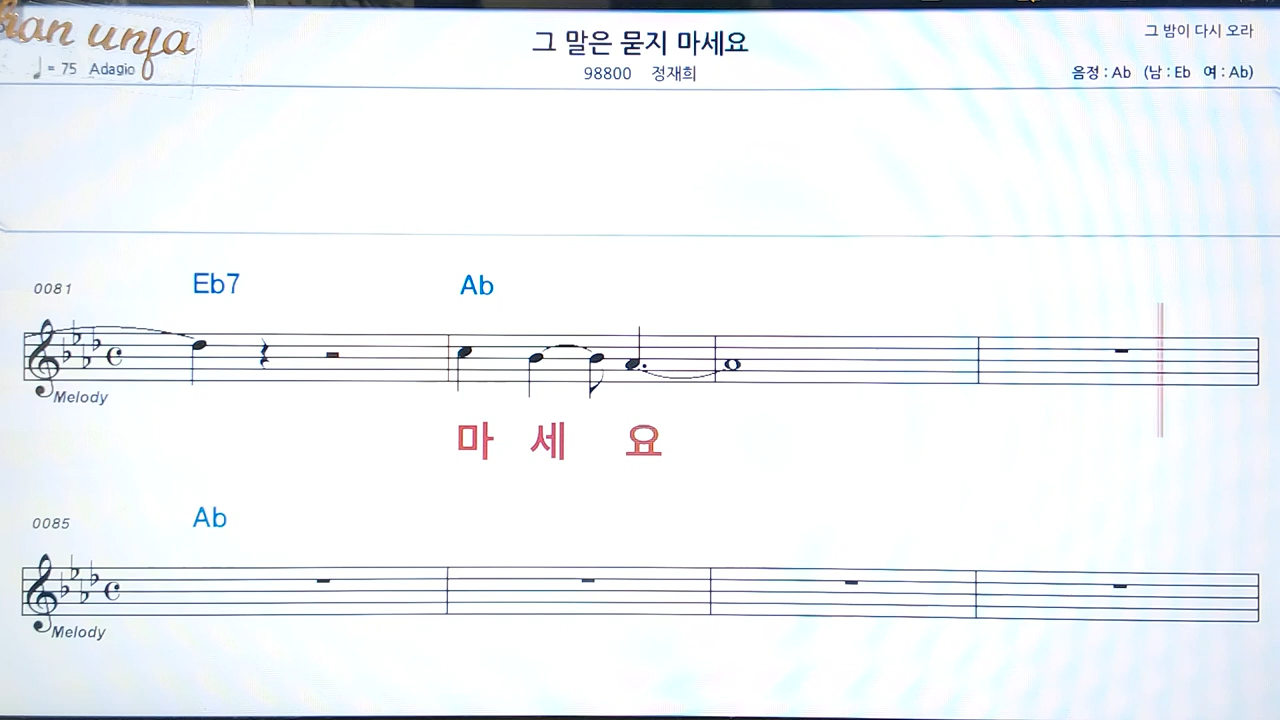 그 말은 묻지 마세요
그 밤이 다시 오라
= 75 Adagio
98800 정재희
음정 : Ab (남 : Eb 여 : Ab)
0081 Eb7 Ab
Melody
마 세 요
0085 Ab
Melody